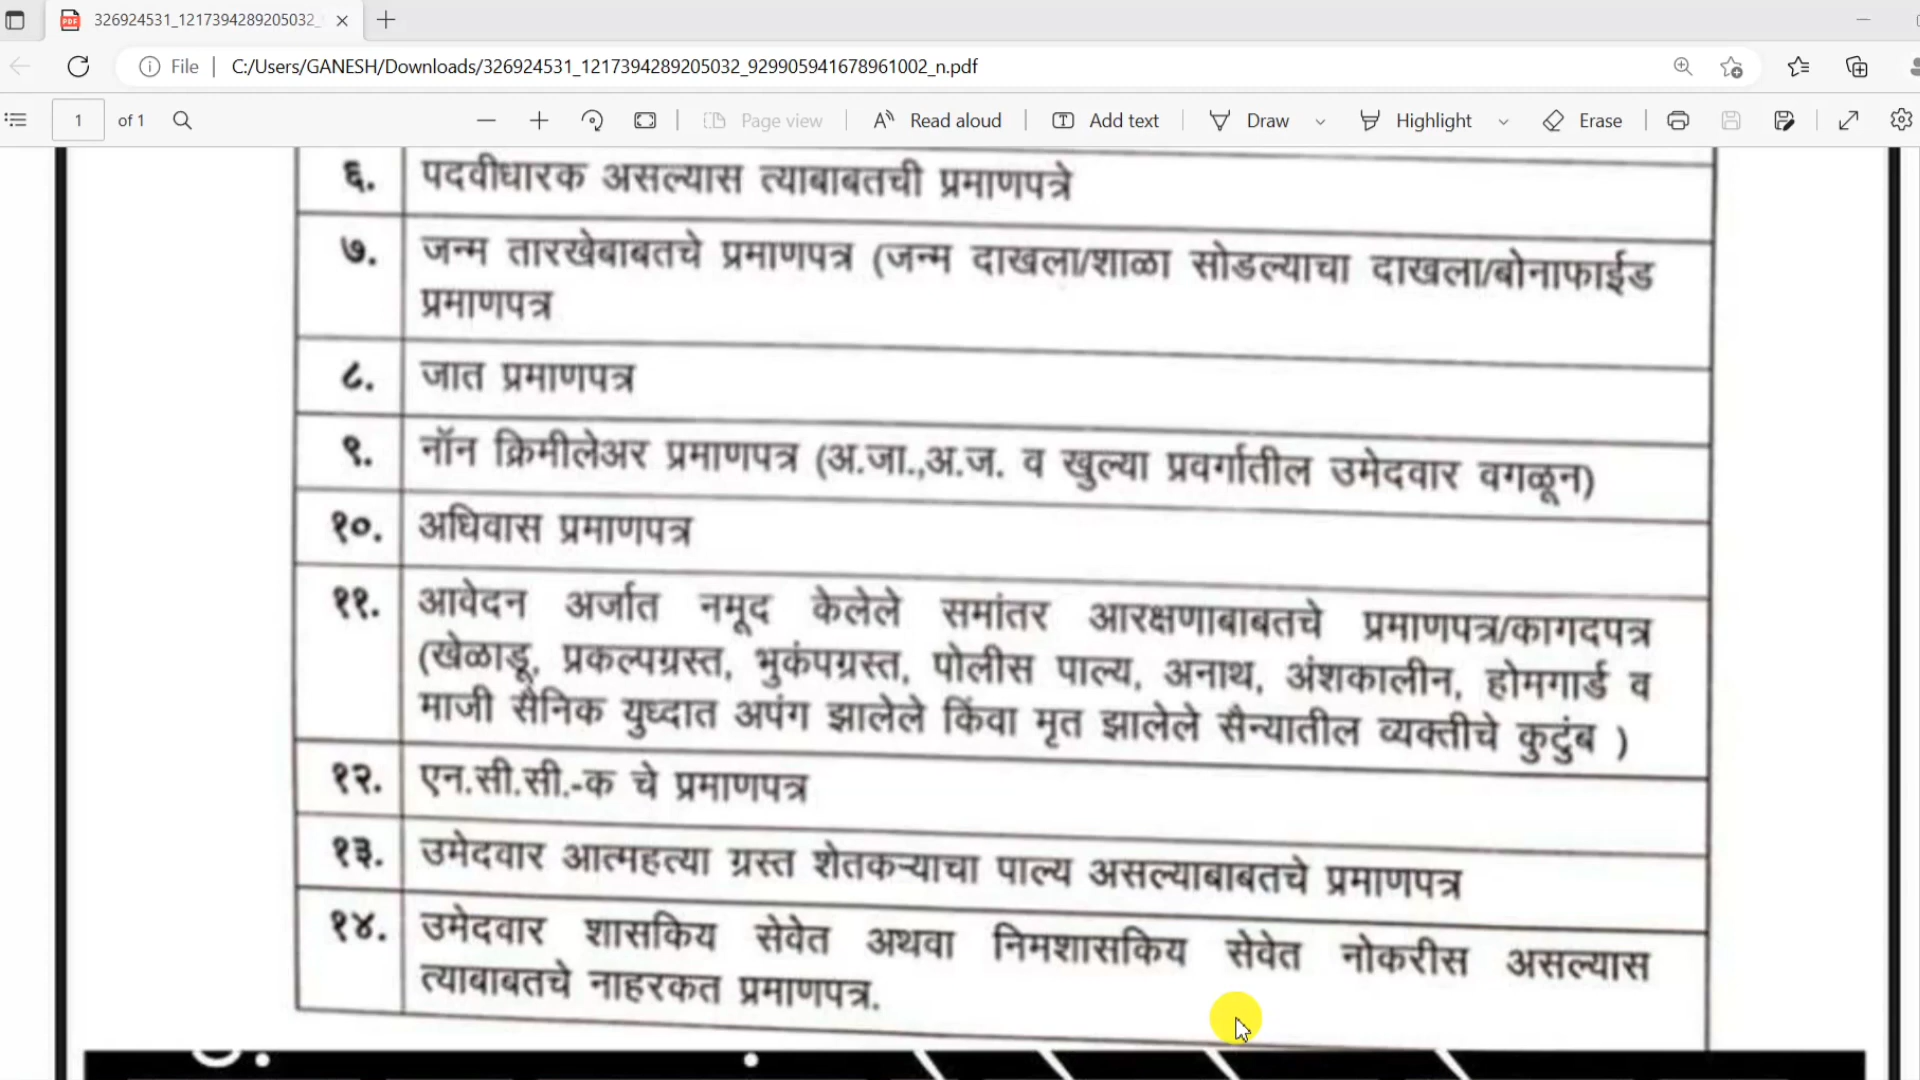 326924531_1217394289205032_
File
C:/Users/GANESH/Downloads/326924531_1217394289205032_929905941678961002_n.pdf
1 of 1
Page view
Read aloud
Add text
Draw
Highlight
Erase
६. पदवीधारक असल्यास त्याबाबतची प्रमाणपत्रे
७. जन्म तारखेबाबतचे प्रमाणपत्र (जन्म दाखला/शाळा सोडल्याचा दाखला/बोनाफाईड
प्रमाणपत्र
८. जात प्रमाणपत्र
९. नॉन क्रिमीलेअर प्रमाणपत्र (अ.जा.,अ.ज. व खुल्या प्रवर्गातील उमेदवार वगळून)
१०. अधिवास प्रमाणपत्र
११. आवेदन अर्जात नमूद केलेले समांतर आरक्षणाबाबतचे प्रमाणपत्र/कागदपत्र
(खेळाडू, प्रकल्पग्रस्त, भुकंपग्रस्त, पोलीस पाल्य, अनाथ, अंशकालीन, होमगार्ड व
माजी सैनिक युध्दात अपंग झालेले किंवा मृत झालेले सैन्यातील व्यक्तीचे कुटुंब )
१२. एन.सी.सी.-क चे प्रमाणपत्र
१३. उमेदवार आत्महत्या ग्रस्त शेतकऱ्याचा पाल्य असल्याबाबतचे प्रमाणपत्र
१४. उमेदवार शासकिय सेवेत अथवा निमशासकिय सेवेत नोकरीस असल्यास
त्याबाबतचे नाहरकत प्रमाणपत्र.